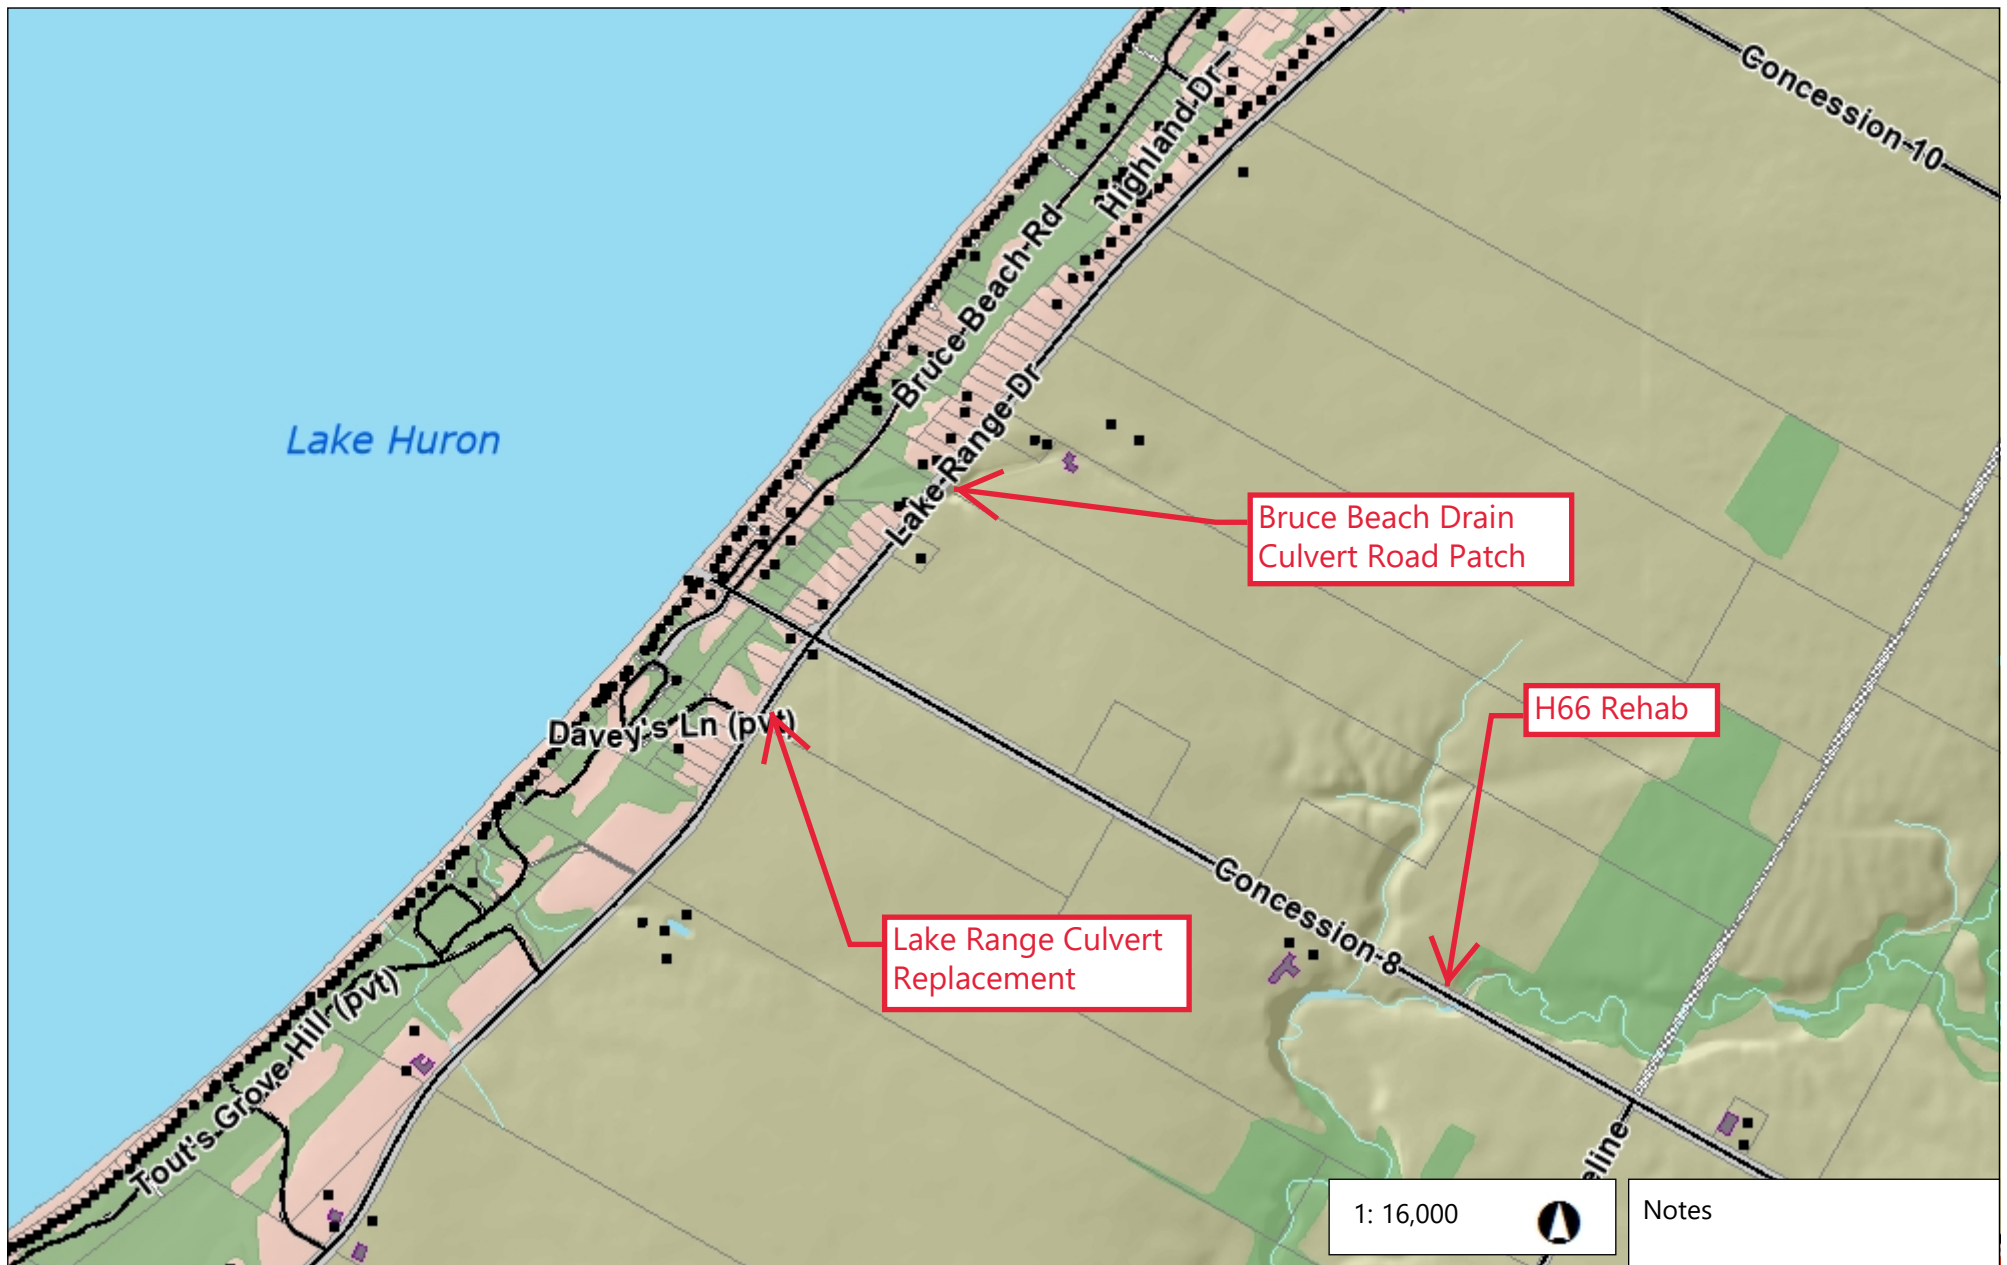 Concession 10
Highland Dr
Bruce Beach Rd
Lake Range Dr
Lake Huron
Bruce Beach Drain
Culvert Road Patch
H66 Rehab
Davey's Ln (pvt)
Concession 8
Lake Range Culvert
Replacement
Tout's Grove Hill (pvt)
eline
1: 16,000
Notes